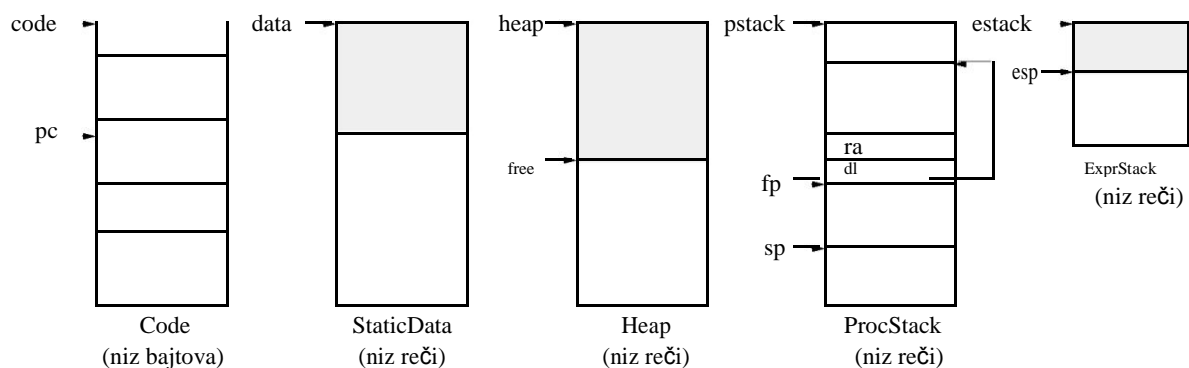 code
data
heap
pstack
estack
esp
pc
ra
free
dl
fp
ExprStack
(niz reči)
sp
Code
StaticData
Heap
ProcStack
(niz bajtova)
(niz reči)
(niz reči)
(niz reči)